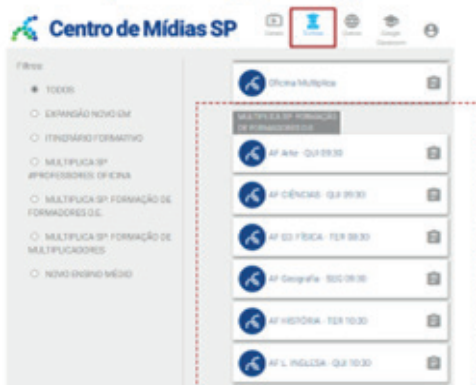 Centro de Mídias SP
Google
Classroom
Filtros
TODOS
EXPANSÃO NOVO EM
ITINERÁRIO FORMATIVO
MULTIPLICA SP
#PROFESSORES: OFICINA
MULTIPLICA SP: FORMAÇÃO DE
FORMADORES D.E.
MULTIPLICA SP: FORMAÇÃO DE
MULTIPLICADORES
NOVO ENSINO MÉDIO
Oficina Multiplica
MULTIPLICA SP: FORMAÇÃO
DE FORMADORES D.E.
AF Arte - QUI 09:30
AF CIÊNCIAS - QUI 09:30
AF ED. FÍSICA - TER 08:30
AF Geografia - SEG 09:30
AF HISTÓRIA - TER 10:30
AF L. INGLESA - QUI 10:30